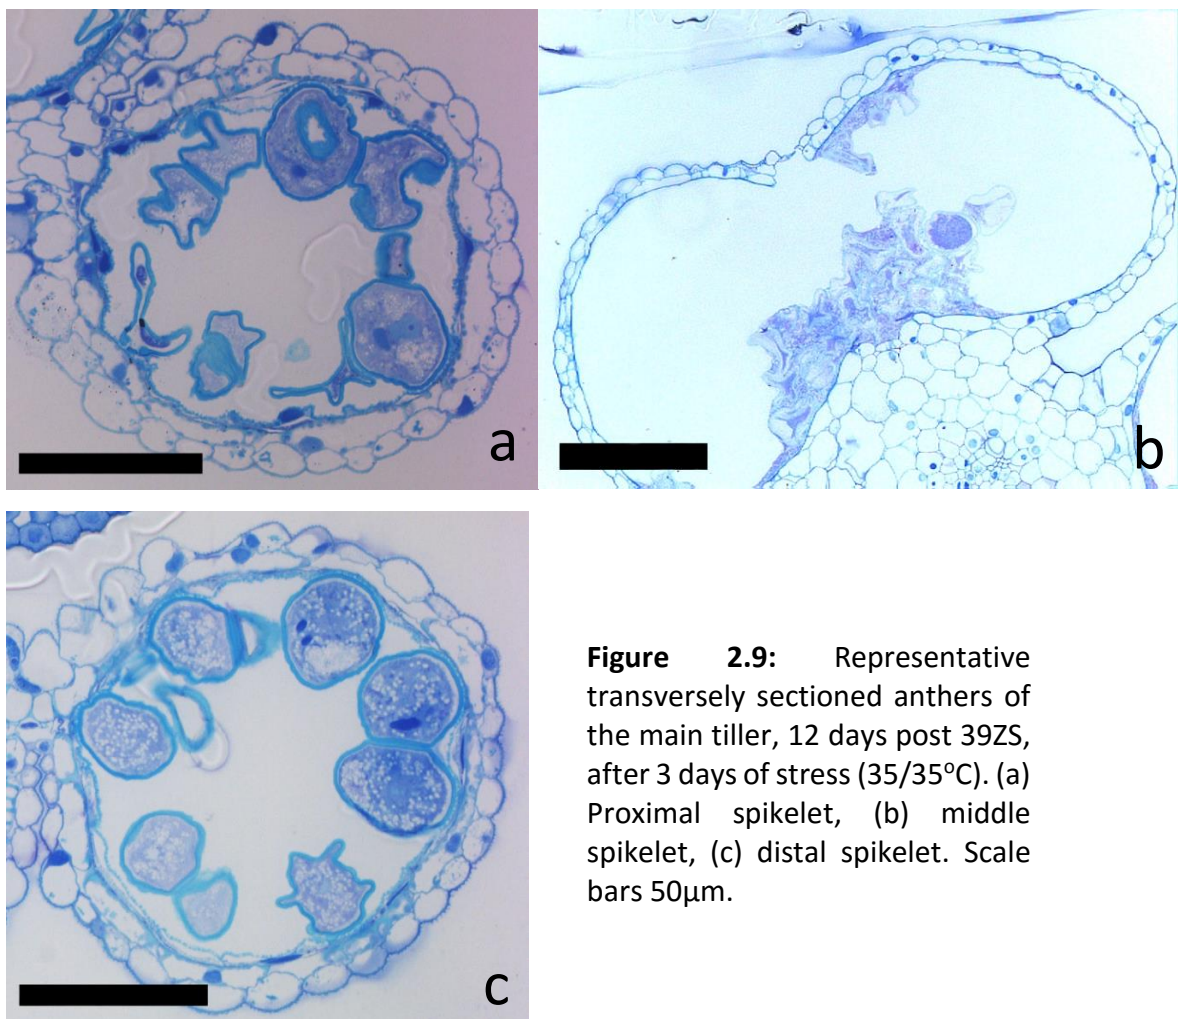 a
b
c
Figure 2.9: Representative
transversely sectioned anthers of
the main tiller, 12 days post 39ZS,
after 3 days of stress (35/35°C). (a)
Proximal spikelet, (b) middle
spikelet, (c) distal spikelet. Scale
bars 50µm.